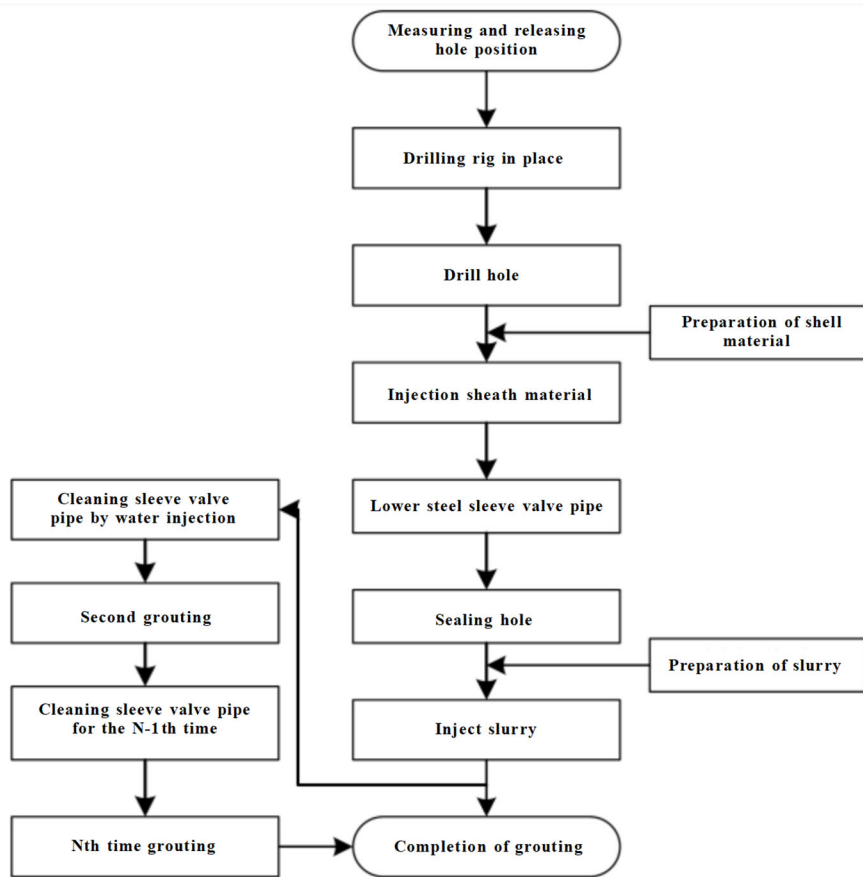 Measuring and releasing
hole position
Drilling rig in place
Drill hole
Preparation of shell
material
Injection sheath material
Lower steel sleeve valve pipe
Sealing hole
Preparation of slurry
Inject slurry
Cleaning sleeve valve
pipe by water injection
Second grouting
Cleaning sleeve valve pipe
for the N-1th time
Nth time grouting
Completion of grouting